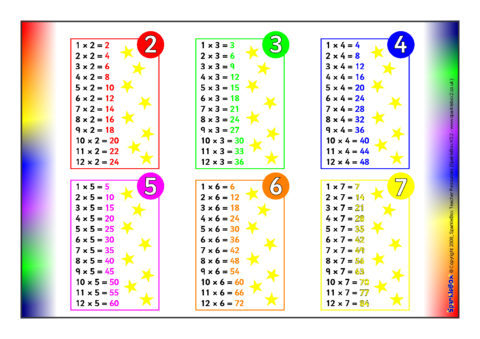 2
1 × 2 = 2
2 × 2 = 4
3 × 2 = 6
4 × 2 = 8
5 × 2 = 10
6 × 2 = 12
7 × 2 = 14
8 × 2 = 16
9 × 2 = 18
10 × 2 = 20
11 × 2 = 22
12 × 2 = 24
3
1 × 3 = 3
2 × 3 = 6
3 × 3 = 9
4 × 3 = 12
5 × 3 = 15
6 × 3 = 18
7 × 3 = 21
8 × 3 = 24
9 × 3 = 27
10 × 3 = 30
11 × 3 = 33
12 × 3 = 36
4
1 × 4 = 4
2 × 4 = 8
3 × 4 = 12
4 × 4 = 16
5 × 4 = 20
6 × 4 = 24
7 × 4 = 28
8 × 4 = 32
9 × 4 = 36
10 × 4 = 40
11 × 4 = 44
12 × 4 = 48
5
1 × 5 = 5
2 × 5 = 10
3 × 5 = 15
4 × 5 = 20
5 × 5 = 25
6 × 5 = 30
7 × 5 = 35
8 × 5 = 40
9 × 5 = 45
10 × 5 = 50
11 × 5 = 55
12 × 5 = 60
6
1 × 6 = 6
2 × 6 = 12
3 × 6 = 18
4 × 6 = 24
5 × 6 = 30
6 × 6 = 36
7 × 6 = 42
8 × 6 = 48
9 × 6 = 54
10 × 6 = 60
11 × 6 = 66
12 × 6 = 72
7
1 × 7 = 7
2 × 7 = 14
3 × 7 = 21
4 × 7 = 28
5 × 7 = 35
6 × 7 = 42
7 × 7 = 49
8 × 7 = 56
9 × 7 = 63
10 × 7 = 70
11 × 7 = 77
12 × 7 = 84
SparkleBox © Copyright 2008, SparkleBox Teacher Resources